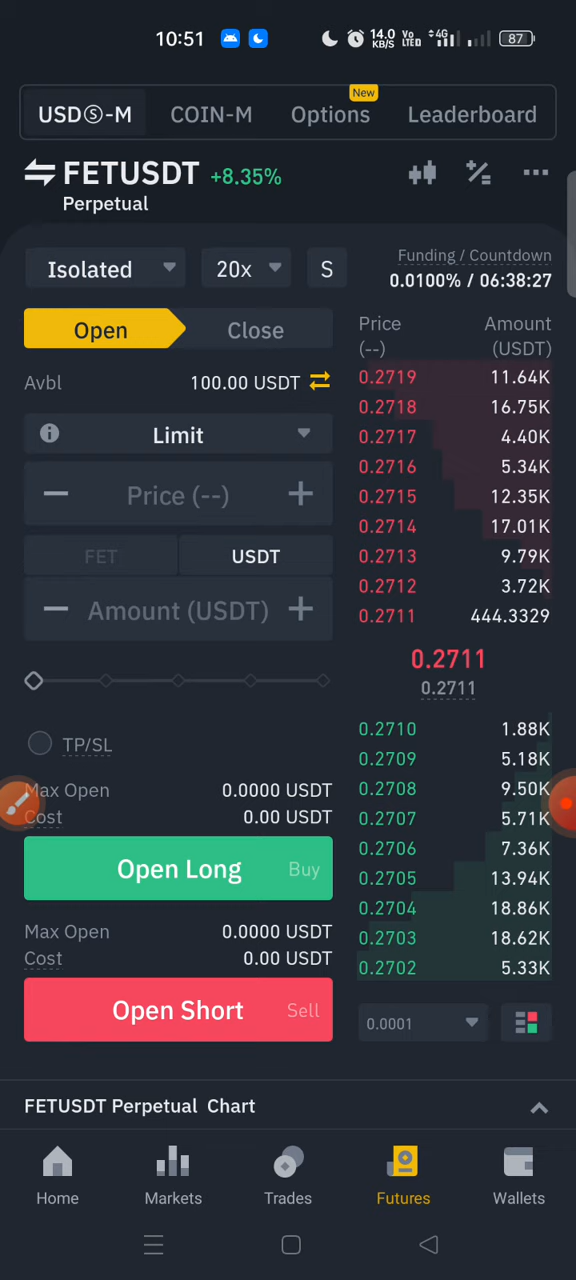 10:51 14.0 KB/S Vo LTED 4G 87
New
USDⓈ-M COIN-M Options Leaderboard
FETUSDT +8.35%
Perpetual
Isolated 20x S
Funding / Countdown
0.0100% / 06:38:27
Open Close
Avbl 100.00 USDT
Limit
Price (--)
FET USDT
Amount (USDT)
TP/SL
Max Open 0.0000 USDT
Cost 0.00 USDT
Open Long Buy
Max Open 0.0000 USDT
Cost 0.00 USDT
Open Short Sell
Price Amount
(--) (USDT)
0.2719 11.64K
0.2718 16.75K
0.2717 4.40K
0.2716 5.34K
0.2715 12.35K
0.2714 17.01K
0.2713 9.79K
0.2712 3.72K
0.2711 444.3329
0.2711
0.2711
0.2710 1.88K
0.2709 5.18K
0.2708 9.50K
0.2707 5.71K
0.2706 7.36K
0.2705 13.94K
0.2704 18.86K
0.2703 18.62K
0.2702 5.33K
0.0001
FETUSDT Perpetual Chart
Home Markets Trades Futures Wallets